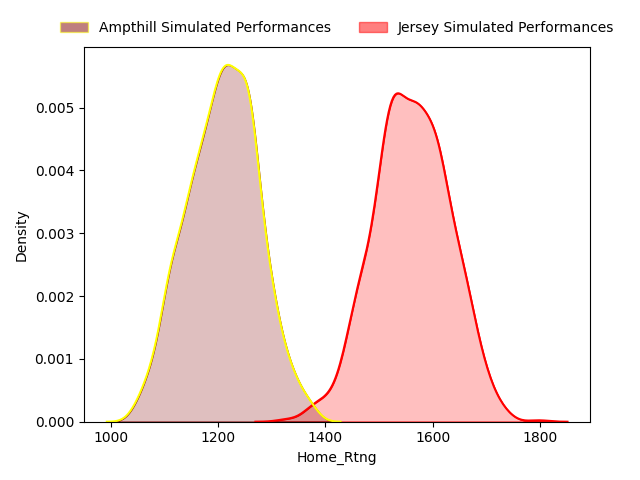 Ampthill Simulated Performances Jersey Simulated Performances
Density
0.005
0.004
0.003
0.002
0.001
0.000
1000 1200 1400 1600 1800
Home_Rtng